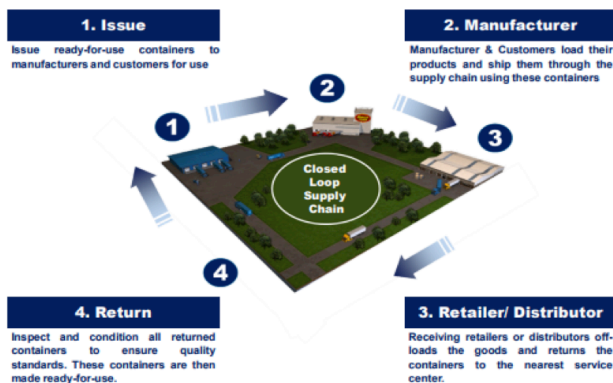 1. Issue
Issue ready-for-use containers to
manufacturers and customers for use
2. Manufacturer
Manufacturer & Customers load their
products and ship them through the
supply chain using these containers
1
2
3
Closed
Loop
Supply
Chain
4
4. Return
Inspect and condition all returned
containers to ensure quality
standards. These containers are then
made ready-for-use.
3. Retailer/ Distributor
Receiving retailers or distributors off-
loads the goods and returns the
containers to the nearest service
center.